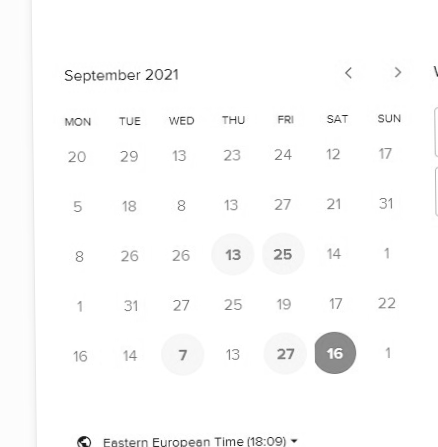 September 2021 < >
MON TUE WED THU FRI SAT SUN
20 29 13 23 24 12 17
5 18 8 13 27 21 31
8 26 26 13 25 14 1
1 31 27 25 19 17 22
16 14 7 13 27 16 1
Eastern European Time (18:09)